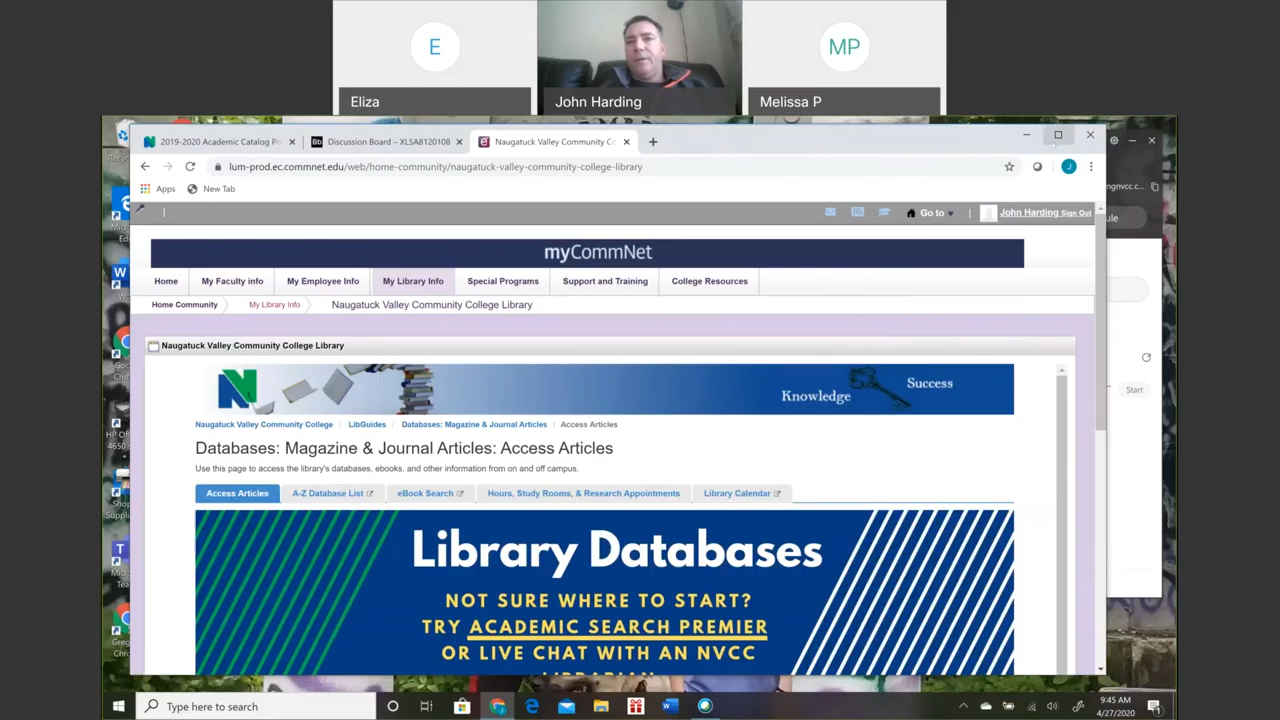 E
MP
Eliza
John Harding
Melissa P
2019-2020 Academic Catalog Pr
Bb
Discussion Board – XLSA8120108
Naugatuck Valley Community Co
lum-prod.ec.commnet.edu/web/home-community/naugatuck-valley-community-college-library
J
Apps
New Tab
Go to
John Harding Sign Out
myCommNet
Home
My Faculty info
My Employee Info
My Library Info
Special Programs
Support and Training
College Resources
Home Community
My Library Info
Naugatuck Valley Community College Library
Naugatuck Valley Community College Library
N
Knowledge
Success
Start
Naugatuck Valley Community College / LibGuides / Databases: Magazine & Journal Articles / Access Articles
Databases: Magazine & Journal Articles: Access Articles
Use this page to access the library's databases, ebooks, and other information from on and off campus.
Access Articles
A-Z Database List
eBook Search
Hours, Study Rooms, & Research Appointments
Library Calendar
Library Databases
NOT SURE WHERE TO START?
TRY ACADEMIC SEARCH PREMIER
OR LIVE CHAT WITH AN NVCC
LIBRARIAN
Type here to search
9:45 AM
4/27/2020